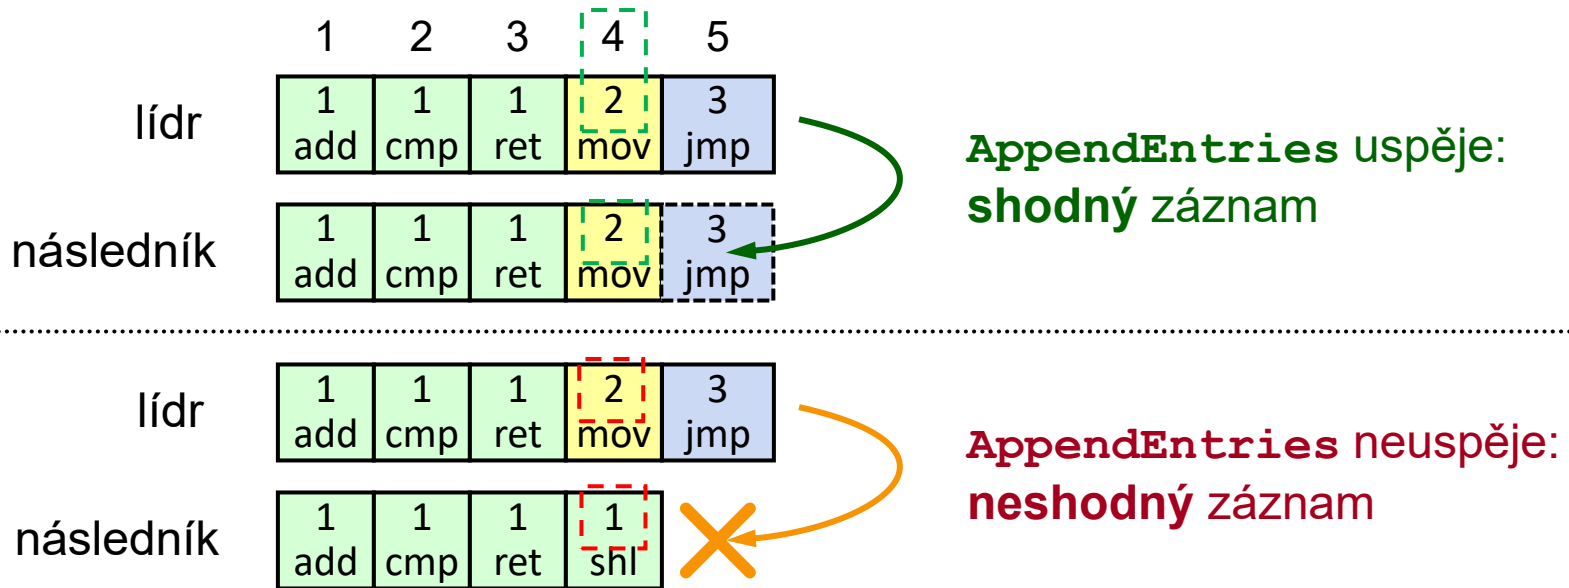 1 2 3 4 5
lídr
1 1 1 2 3
add cmp ret mov jmp
následník
1 1 1 2 3
add cmp ret mov jmp
AppendEntries uspěje:
shodný záznam
lídr
1 1 1 2 3
add cmp ret mov jmp
následník
1 1 1 1
add cmp ret shl
AppendEntries neuspěje:
neshodný záznam